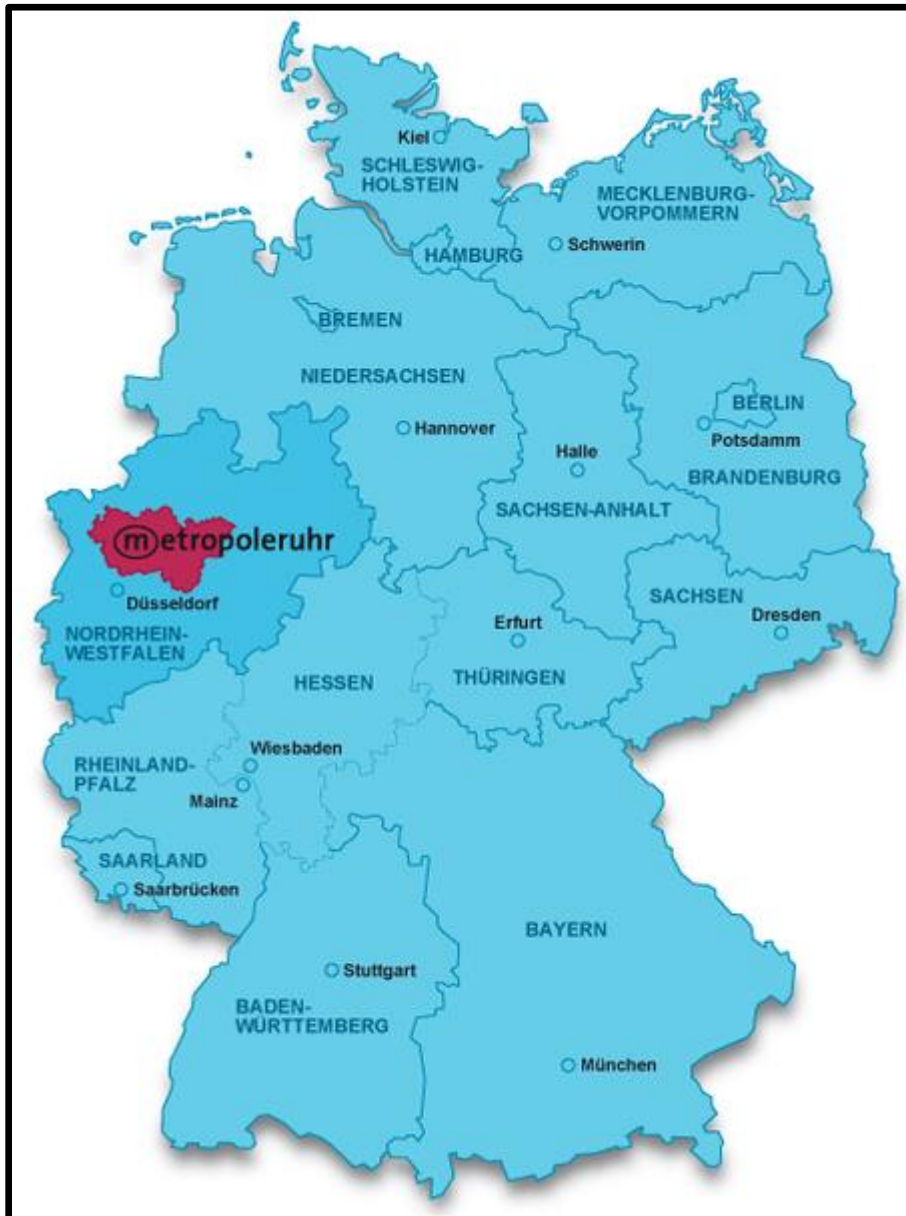 Kiel
SCHLESWIG-
HOLSTEIN
MECKLENBURG-
VORPOMMERN
Schwerin
HAMBURG
BREMEN
NIEDERSACHSEN
Hannover
BERLIN
Potsdamm
BRANDENBURG
Halle
SACHSEN-ANHALT
metropoleruhr
Düsseldorf
NORDRHEIN-
WESTFALEN
SACHSEN
Dresden
Erfurt
THÜRINGEN
HESSEN
Wiesbaden
RHEINLAND-
PFALZ
Mainz
SAARLAND
Saarbrücken
BAYERN
Stuttgart
BADEN-
WÜRTTEMBERG
München